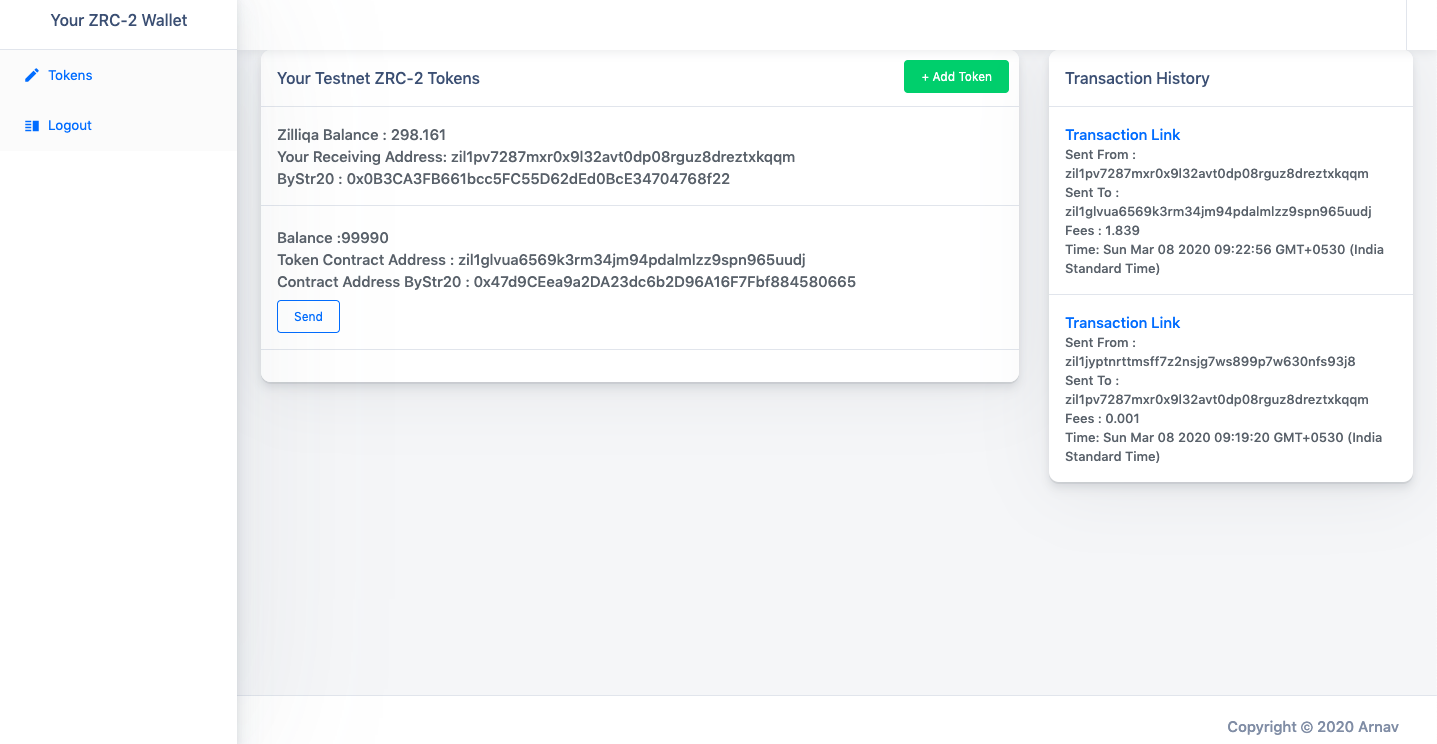 Your ZRC-2 Wallet
Tokens
Logout
Your Testnet ZRC-2 Tokens
+ Add Token
Zilliqa Balance : 298.161
Your Receiving Address: zil1pv7287mxr0x9l32avt0dp08rguz8dreztxkqqm
ByStr20 : 0x0B3CA3FB661bcc5FC55D62dEd0BcE34704768f22
Balance :99990
Token Contract Address : zil1glvua6569k3rm34jm94pdalmlzz9spn965uudj
Contract Address ByStr20 : 0x47d9CEea9a2DA23dc6b2D96A16F7Fbf884580665
Send
Transaction History
Transaction Link
Sent From :
zil1pv7287mxr0x9l32avt0dp08rguz8dreztxkqqm
Sent To :
zil1glvua6569k3rm34jm94pdalmlzz9spn965uudj
Fees : 1.839
Time: Sun Mar 08 2020 09:22:56 GMT+0530 (India
Standard Time)
Transaction Link
Sent From :
zil1jyptnrttmsff7z2nsjg7ws899p7w630nfs93j8
Sent To :
zil1pv7287mxr0x9l32avt0dp08rguz8dreztxkqqm
Fees : 0.001
Time: Sun Mar 08 2020 09:19:20 GMT+0530 (India
Standard Time)
Copyright © 2020 Arnav